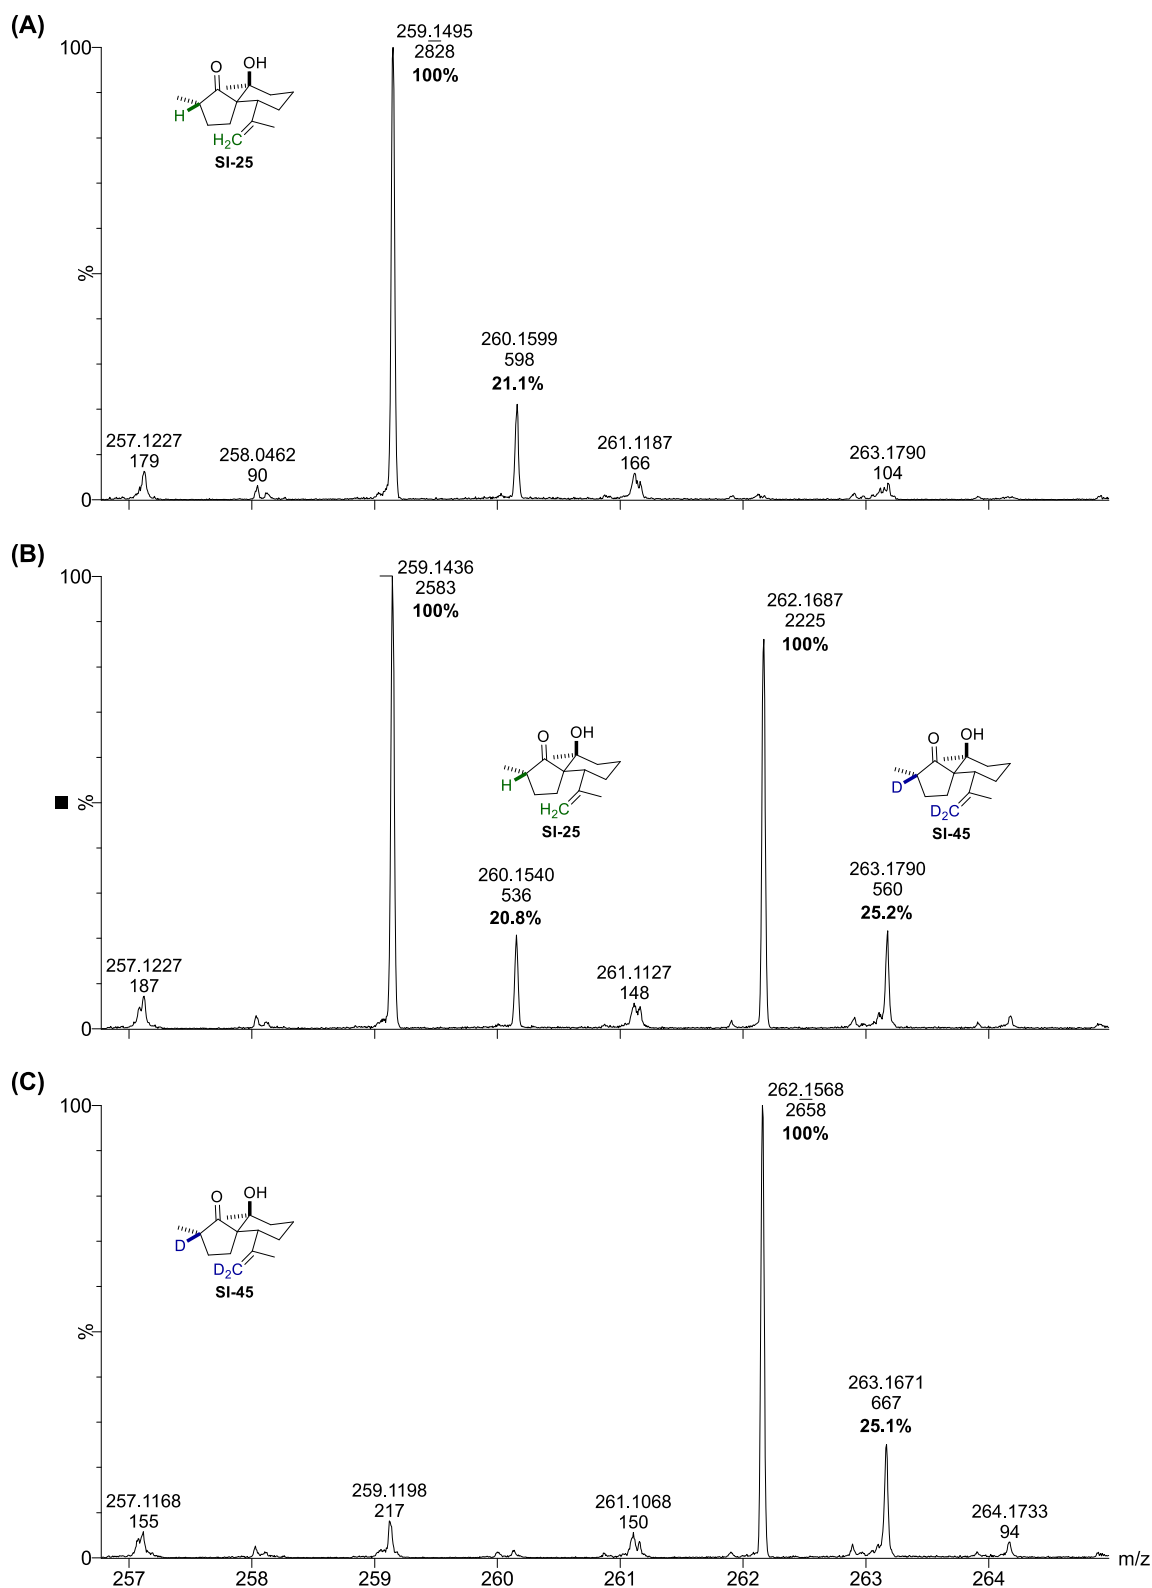 (A)
100
%
0
259.1495
2828
100%
O
OH
H
H2C
SI-25
260.1599
598
21.1%
257.1227
179
258.0462
90
261.1187
166
263.1790
104
(B)
100
%
0
259.1436
2583
100%
262.1687
2225
100%
O
OH
H
H2C
SI-25
O
OH
D
D2C
SI-45
260.1540
536
20.8%
263.1790
560
25.2%
257.1227
187
261.1127
148
(C)
100
%
0
262.1568
2658
100%
O
OH
D
D2C
SI-45
263.1671
667
25.1%
257.1168
155
259.1198
217
261.1068
150
264.1733
94
257 258 259 260 261 262 263 264 m/z